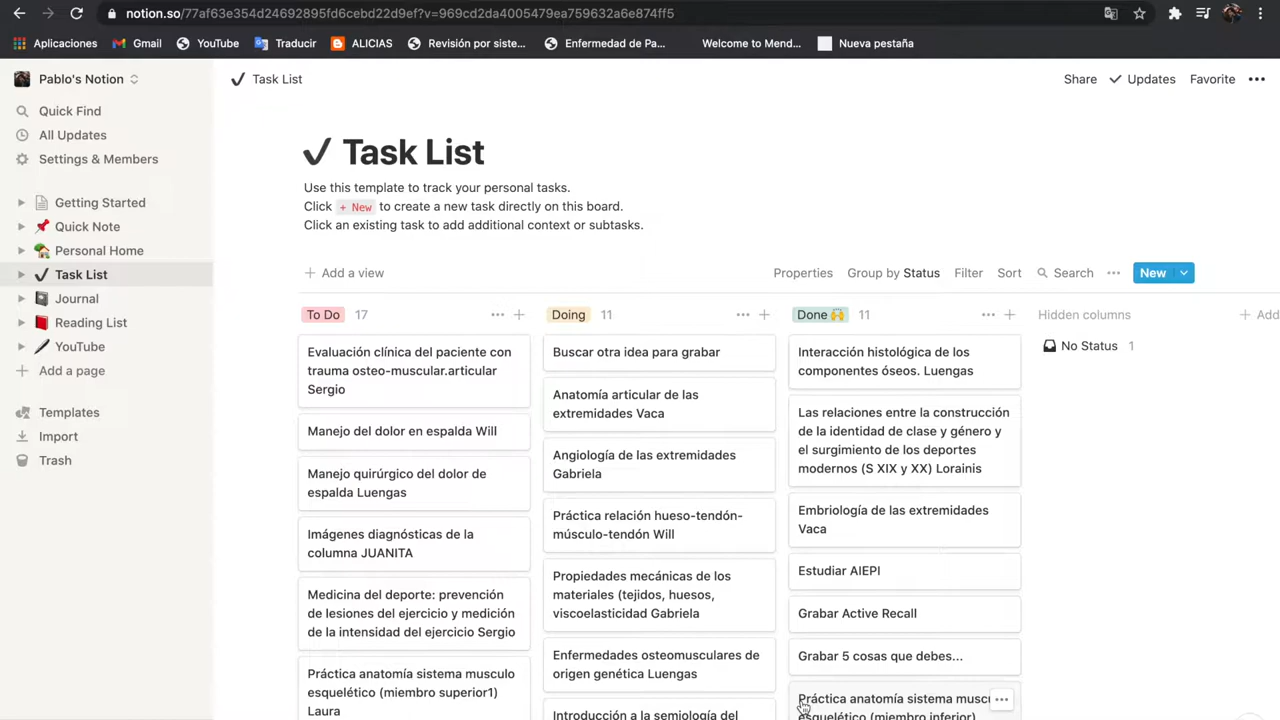 notion.so/77af63e354d24692895fd6cebd22d9ef?v=969cd2da4005479ea759632a6e874ff5
Aplicaciones Gmail YouTube Traducir ALICIAS Revisión por siste... Enfermedad de Pa... Welcome to Mend... Nueva pestaña
Pablo's Notion
Quick Find
All Updates
Settings & Members
Getting Started
Quick Note
Personal Home
Task List
Journal
Reading List
YouTube
Add a page
Templates
Import
Trash
Task List
Share Updates Favorite
Task List
Use this template to track your personal tasks.
Click + New to create a new task directly on this board.
Click an existing task to add additional context or subtasks.
Add a view
Properties Group by Status Filter Sort Search New
To Do 17
Evaluación clínica del paciente con
trauma osteo-muscular.articular
Sergio
Manejo del dolor en espalda Will
Manejo quirúrgico del dolor de
espalda Luengas
Imágenes diagnósticas de la
columna JUANITA
Medicina del deporte: prevención
de lesiones del ejercicio y medición
de la intensidad del ejercicio Sergio
Práctica anatomía sistema musculo
esquelético (miembro superior1)
Laura
Doing 11
Buscar otra idea para grabar
Anatomía articular de las
extremidades Vaca
Angiología de las extremidades
Gabriela
Práctica relación hueso-tendón-
músculo-tendón Will
Propiedades mecánicas de los
materiales (tejidos, huesos,
viscoelasticidad Gabriela
Enfermedades osteomusculares de
origen genética Luengas
Introducción a la semiología del
Done 11
Interacción histológica de los
componentes óseos. Luengas
Las relaciones entre la construcción
de la identidad de clase y género y
el surgimiento de los deportes
modernos (S XIX y XX) Lorainis
Embriología de las extremidades
Vaca
Estudiar AIEPI
Grabar Active Recall
Grabar 5 cosas que debes...
Práctica anatomía sistema muscu
esquelético (miembro inferior)
Hidden columns
No Status 1
Add